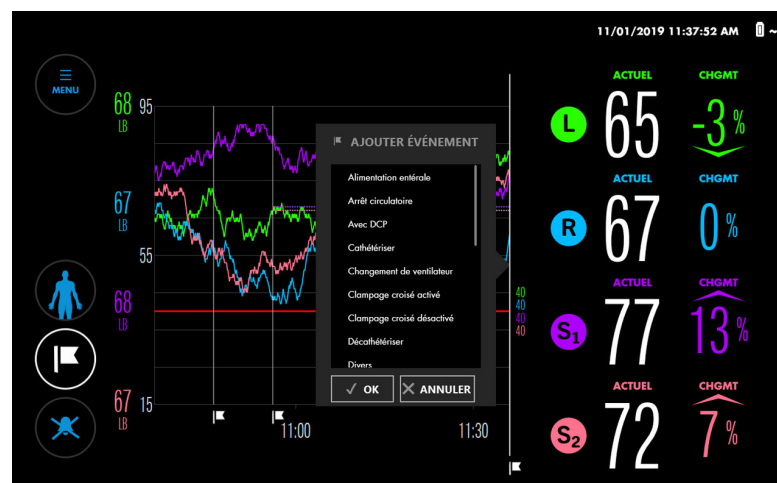 11/01/2019 11:37:52 AM
MENU
68
LB
67
LB
68
LB
67
LB
95
55
15
11:00
11:30
40
40
40
40
AJOUTER ÉVÉNEMENT
Alimentation entérale
Arrêt circulatoire
Avec DCP
Cathétériser
Changement de ventilateur
Clampage croisé activé
Clampage croisé désactivé
Décathétériser
Divers
OK
ANNULER
ACTUEL CHGMT
L 65 -3 %
ACTUEL CHGMT
R 67 0 %
ACTUEL CHGMT
S1 77 13 %
ACTUEL CHGMT
S2 72 7 %